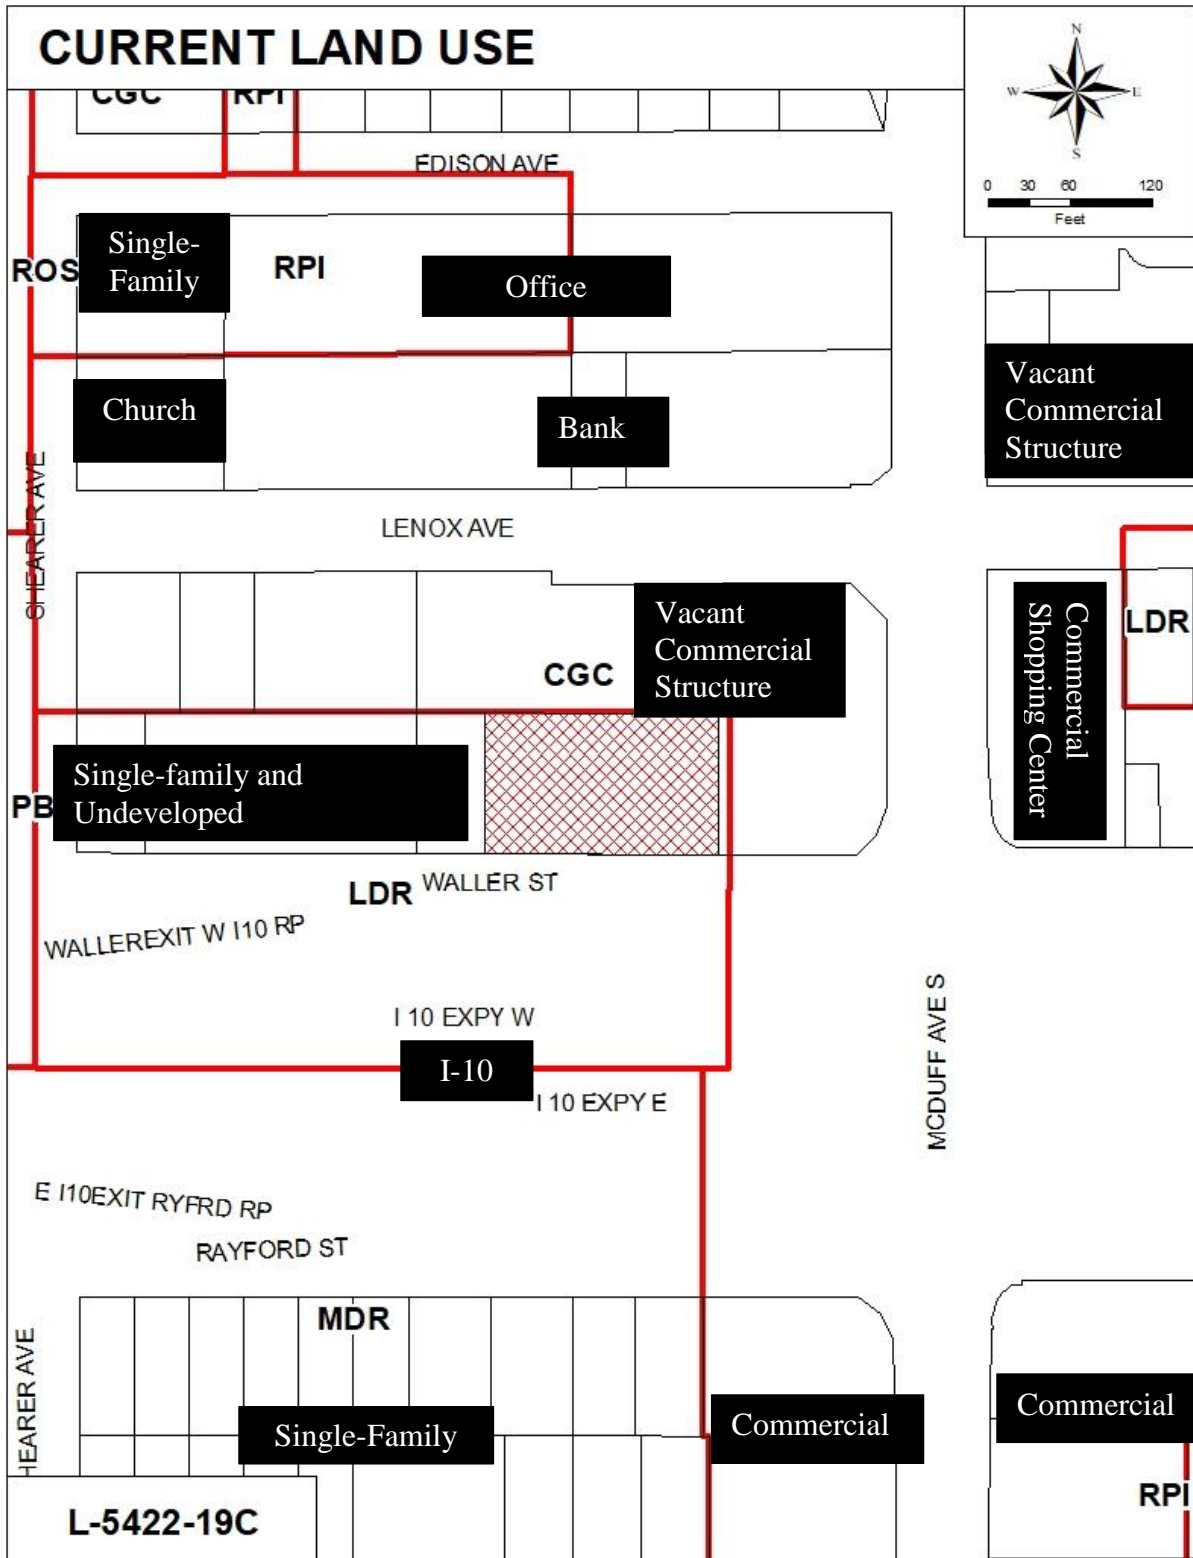 CURRENT LAND USE
N
W
E
S
0 30 60 120
Feet
CGC
RPI
EDISON AVE
ROS
Single-
Family
RPI
Office
Church
Bank
Vacant
Commercial
Structure
SHEARER AVE
LENOX AVE
Vacant
Commercial
Structure
CGC
Commercial
Shopping Center
LDR
PB
Single-family and
Undeveloped
LDR
WALLER ST
WALLEREXIT W I10 RP
I 10 EXPY W
I-10
I 10 EXPY E
MCDUFF AVE S
E I10EXIT RYFRD RP
RAYFORD ST
MDR
HEARER AVE
Single-Family
Commercial
Commercial
RPI
L-5422-19C